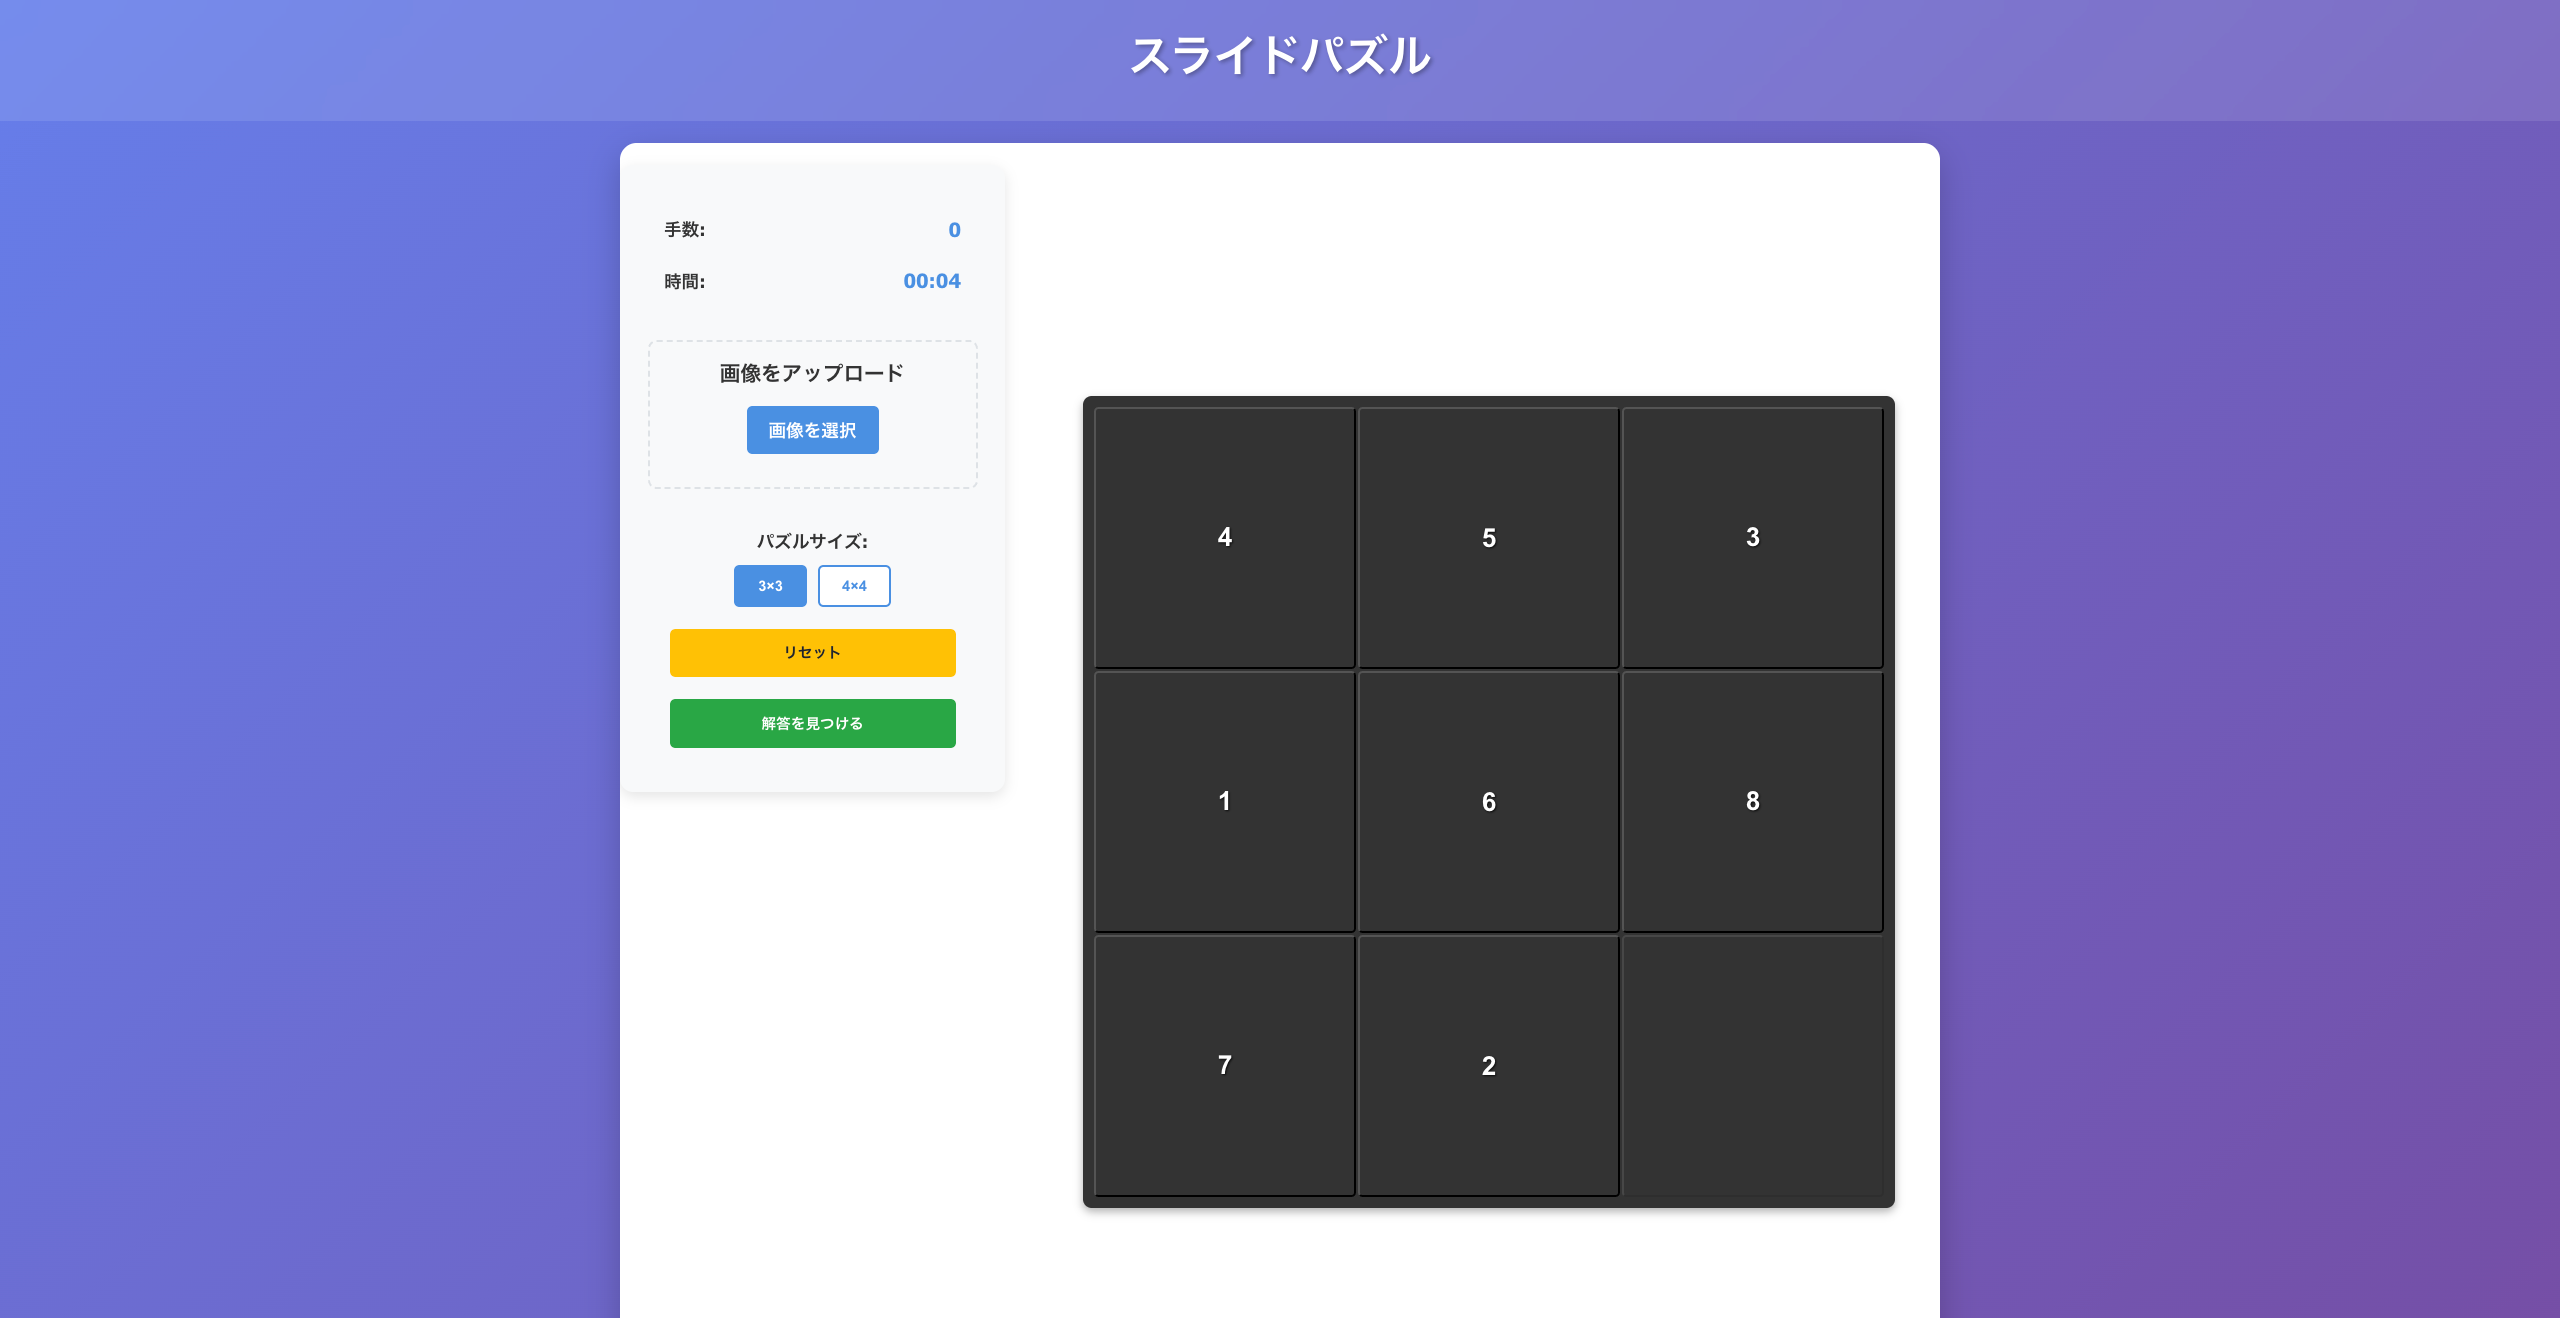 スライドパズル
手数: 0
時間: 00:04
画像をアップロード
画像を選択
パズルサイズ:
3×3 4×4
リセット
解答を見つける
4 5 3
1 6 8
7 2